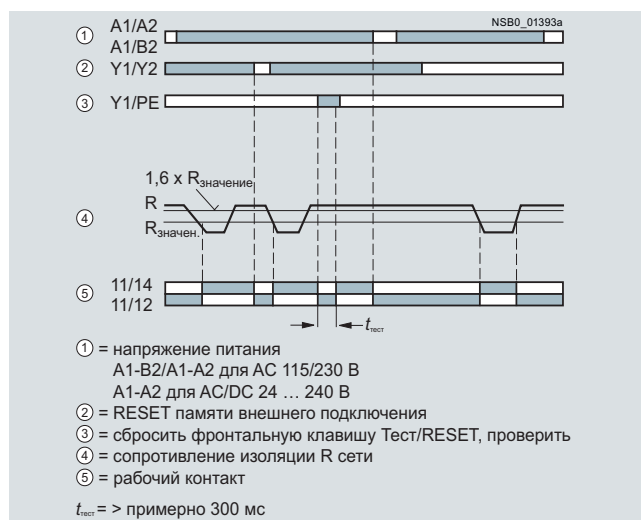 NSB0_01393a
① A1/A2
A1/B2
② Y1/Y2
③ Y1/PE
1,6 x Rзначение
④ R
Rзначен.
⑤ 11/14
11/12
tтест
① = напряжение питания
A1-B2/A1-A2 для AC 115/230 В
A1-A2 для AC/DC 24 … 240 В
② = RESET памяти внешнего подключения
③ = сбросить фронтальную клавишу Тест/RESET, проверить
④ = сопротивление изоляции R сети
⑤ = рабочий контакт
tтест = > примерно 300 мс